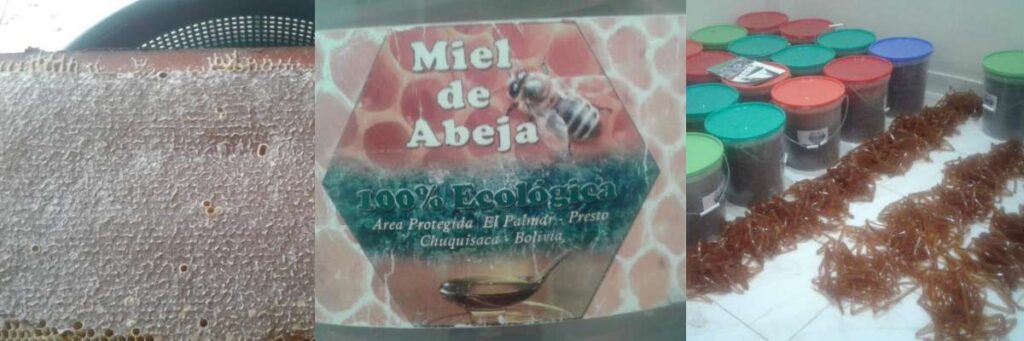 Miel
de
Abeja
100% Ecológica
Area Protegida El Palmar - Presto
Chuquisaca - Bolivia